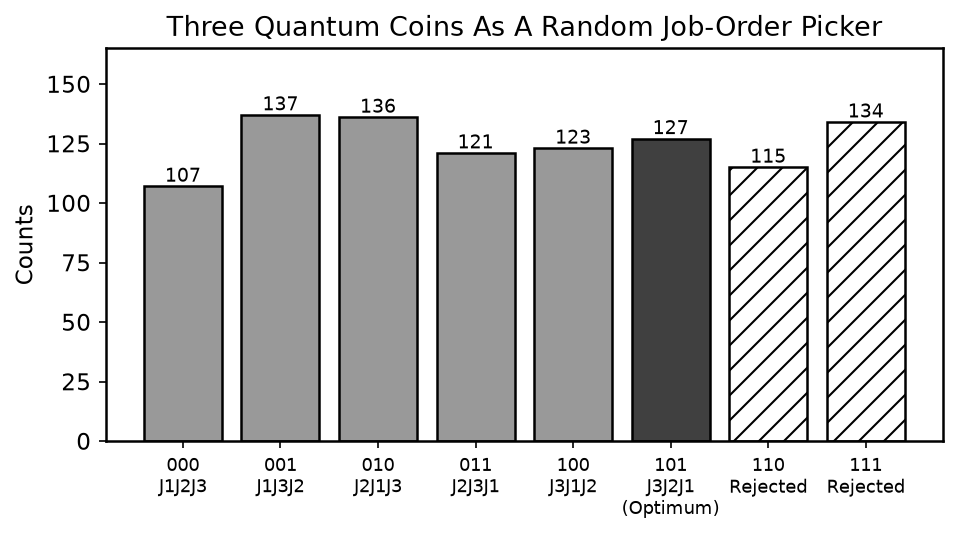 Three Quantum Coins As A Random Job-Order Picker
Counts
150
125
100
75
50
25
0
107
137
136
121
123
127
115
134
000
J1J2J3
001
J1J3J2
010
J2J1J3
011
J2J3J1
100
J3J1J2
101
J3J2J1
(Optimum)
110
Rejected
111
Rejected